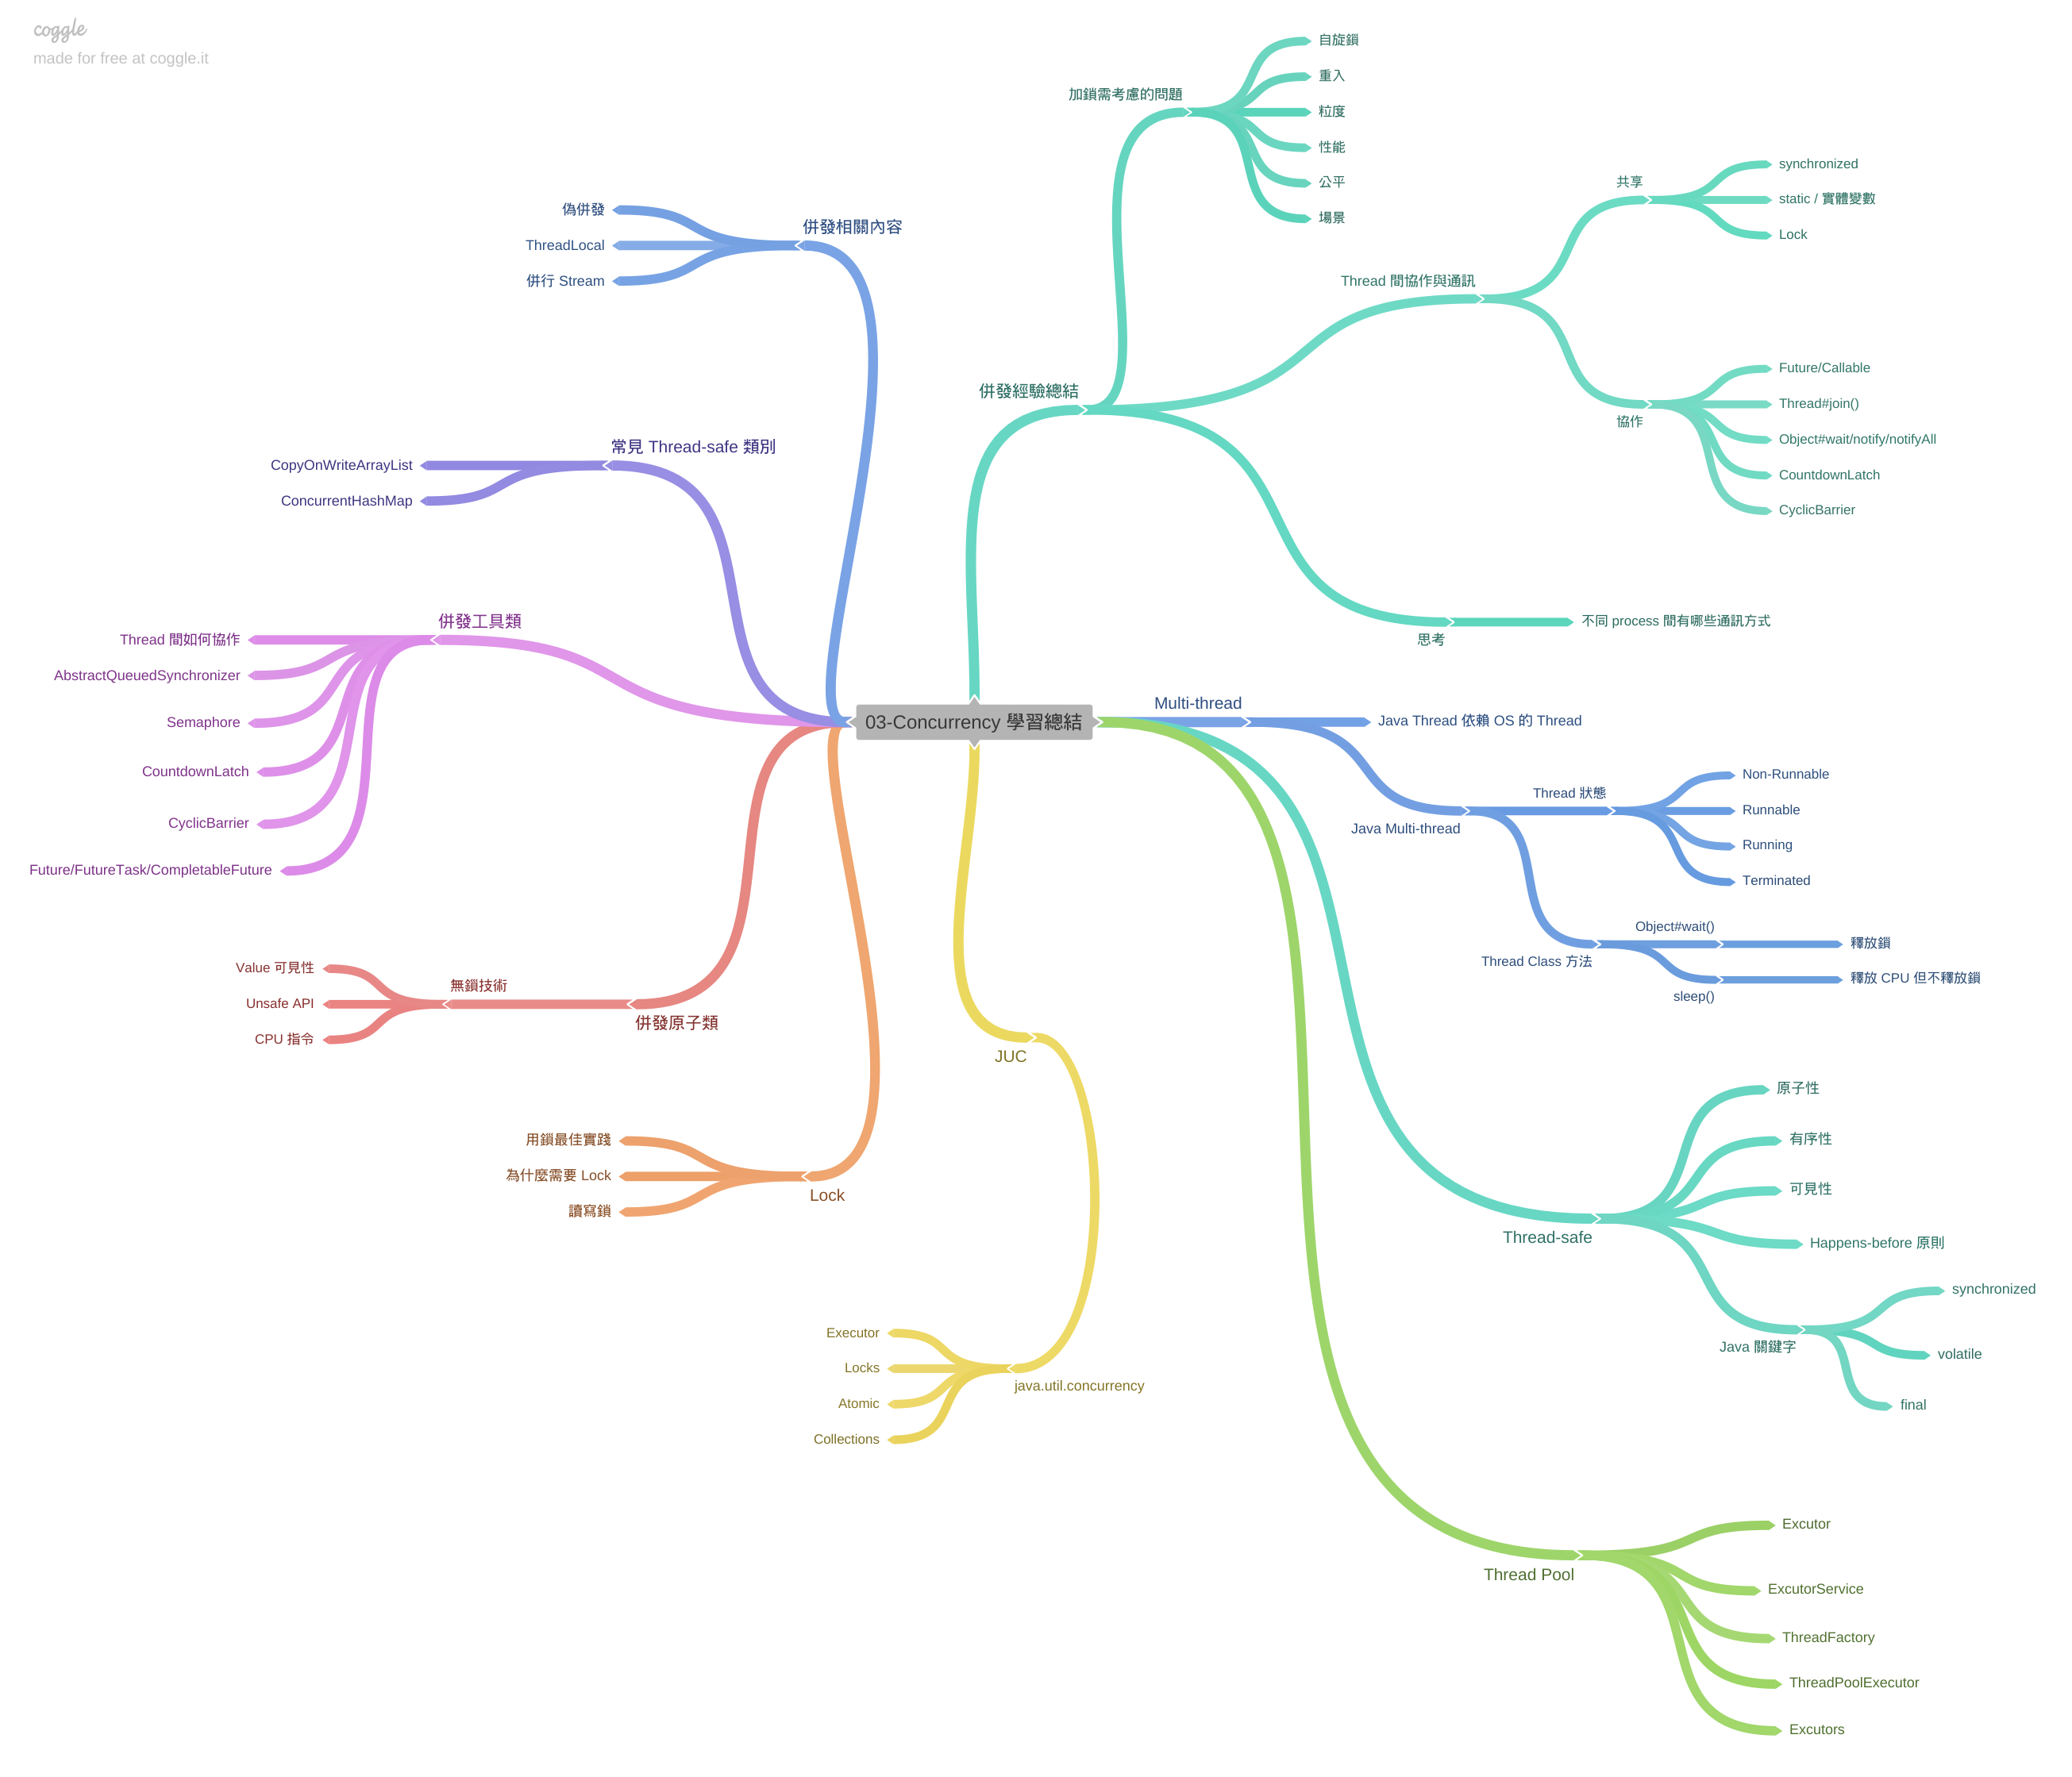 coggle
made for free at coggle.it
03-Concurrency 學習總結
併發經驗總結
加鎖需考慮的問題
自旋鎖
重入
粒度
性能
公平
場景
Thread 間協作與通訊
共享
synchronized
static / 實體變數
Lock
協作
Future/Callable
Thread#join()
Object#wait/notify/notifyAll
CountdownLatch
CyclicBarrier
思考
不同 process 間有哪些通訊方式
Multi-thread
Java Thread 依賴 OS 的 Thread
Java Multi-thread
Thread 狀態
Non-Runnable
Runnable
Running
Terminated
Thread Class 方法
Object#wait()
釋放鎖
sleep()
釋放 CPU 但不釋放鎖
Thread-safe
原子性
有序性
可見性
Happens-before 原則
Java 關鍵字
synchronized
volatile
final
Thread Pool
Excutor
ExcutorService
ThreadFactory
ThreadPoolExecutor
Excutors
併發相關內容
偽併發
ThreadLocal
併行 Stream
常見 Thread-safe 類別
CopyOnWriteArrayList
ConcurrentHashMap
併發工具類
Thread 間如何協作
AbstractQueuedSynchronizer
Semaphore
CountdownLatch
CyclicBarrier
Future/FutureTask/CompletableFuture
併發原子類
無鎖技術
Value 可見性
Unsafe API
CPU 指令
Lock
用鎖最佳實踐
為什麼需要 Lock
讀寫鎖
JUC
java.util.concurrency
Executor
Locks
Atomic
Collections